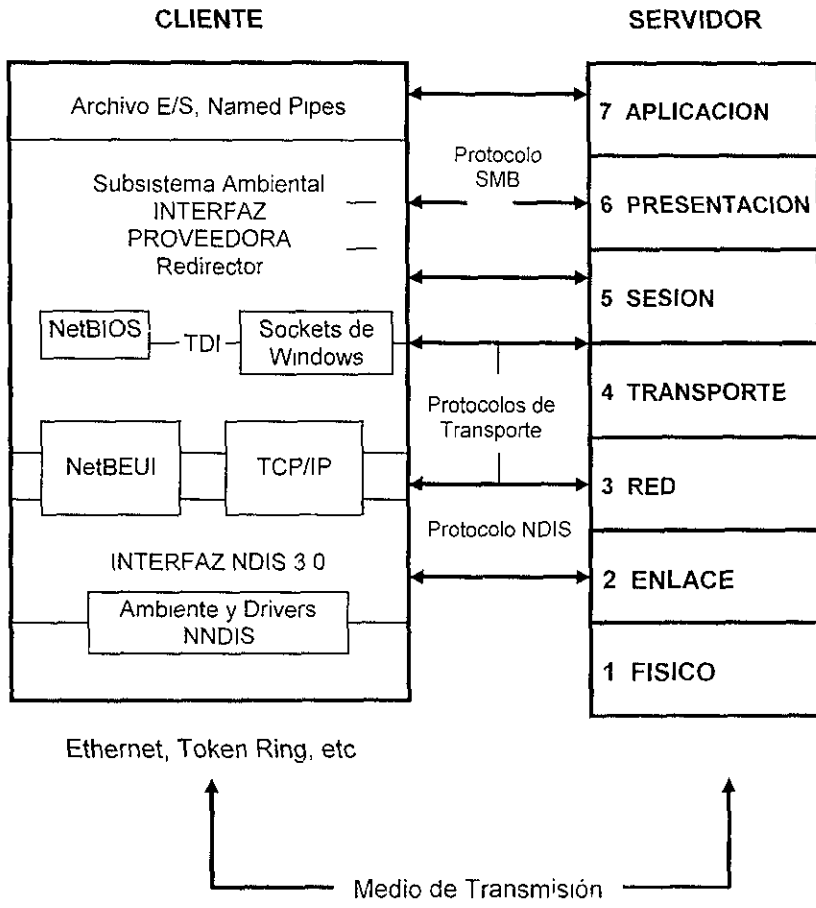 CLIENTE
SERVIDOR
Archivo E/S, Named Pipes
Subsistema Ambiental
INTERFAZ
PROVEEDORA
Redirector
NetBIOS
TDI
Sockets de
Windows
NetBEUI
TCP/IP
INTERFAZ NDIS 3 0
Ambiente y Drivers
NNDIS
Ethernet, Token Ring, etc
Protocolo
SMB
Protocolos de
Transporte
Protocolo NDIS
7 APLICACION
6 PRESENTACION
5 SESION
4 TRANSPORTE
3 RED
2 ENLACE
1 FISICO
Medio de Transmisión